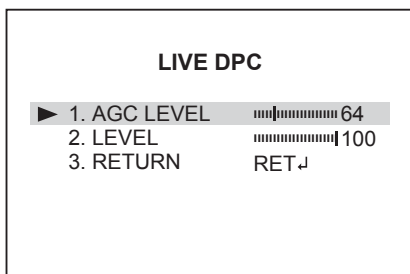 LIVE DPC
► 1. AGC LEVEL 64
2. LEVEL 100
3. RETURN RET↲